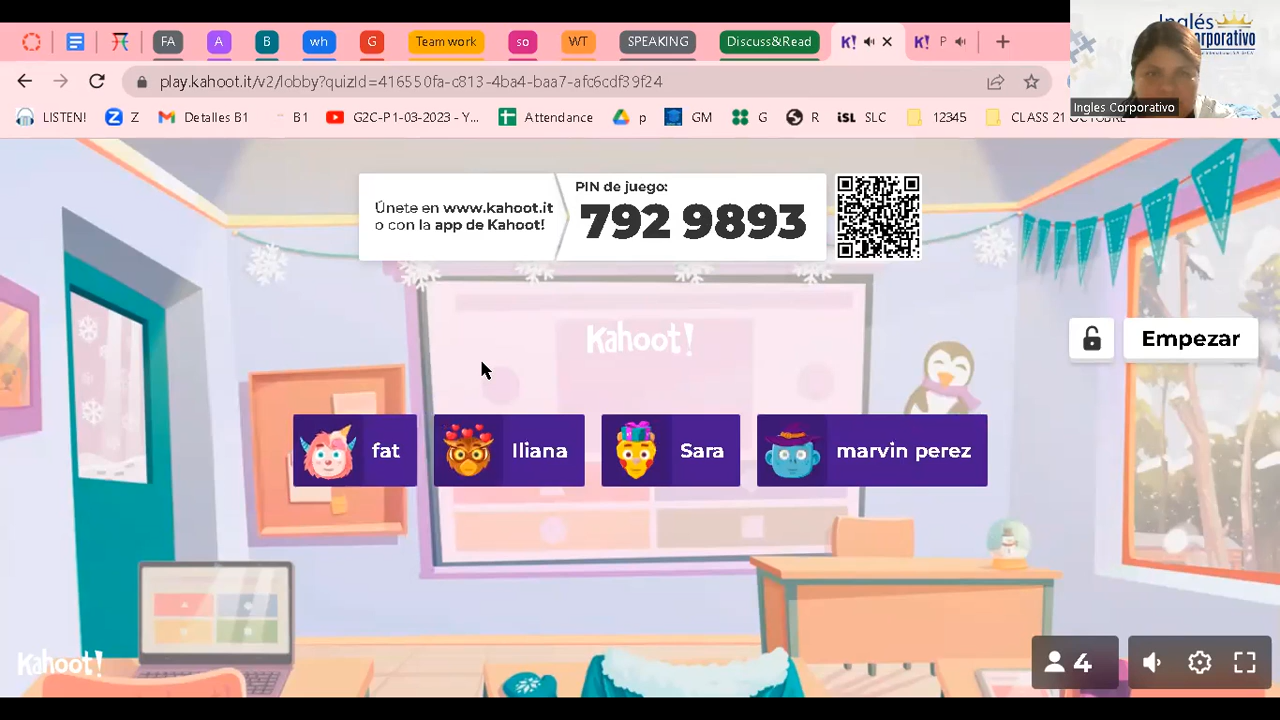 Inglés
Corporativo
FA
A
B
wh
G
Team work
so
WT
SPEAKING
Discuss&Read
K!
K!
P
play.kahoot.it/v2/lobby?quizId=416550fa-c813-4ba4-baa7-afc6cdf39f24
Ingles Corporativo
LISTEN!
Z
Detalles B1
B1
G2C-P1-03-2023- Y...
Attendance
p
GM
G
R
iSL
SLC
12345
CLASS 21 OCTUBRE
Únete en www.kahoot.it
o con la app de Kahoot!
PIN de juego:
792 9893
Kahoot!
Empezar
fat
Iliana
Sara
marvin perez
Kahoot!
4